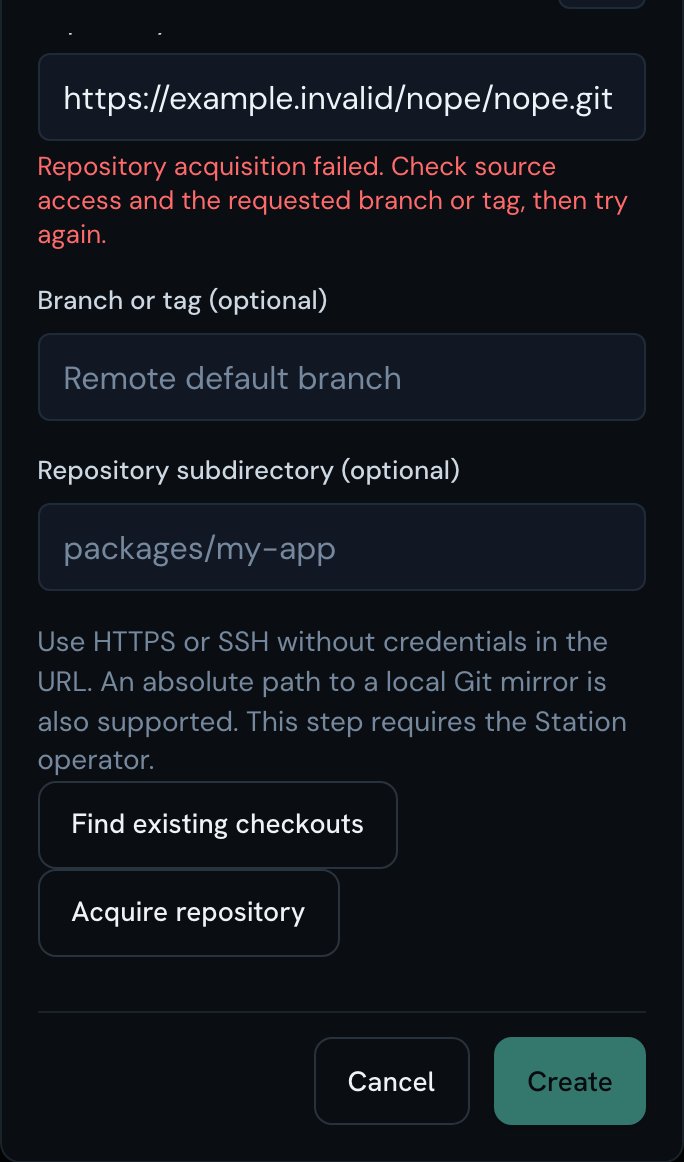 https://example.invalid/nope/nope.git
Repository acquisition failed. Check source
access and the requested branch or tag, then try
again.
Branch or tag (optional)
Remote default branch
Repository subdirectory (optional)
packages/my-app
Use HTTPS or SSH without credentials in the
URL. An absolute path to a local Git mirror is
also supported. This step requires the Station
operator.
Find existing checkouts
Acquire repository
Cancel
Create